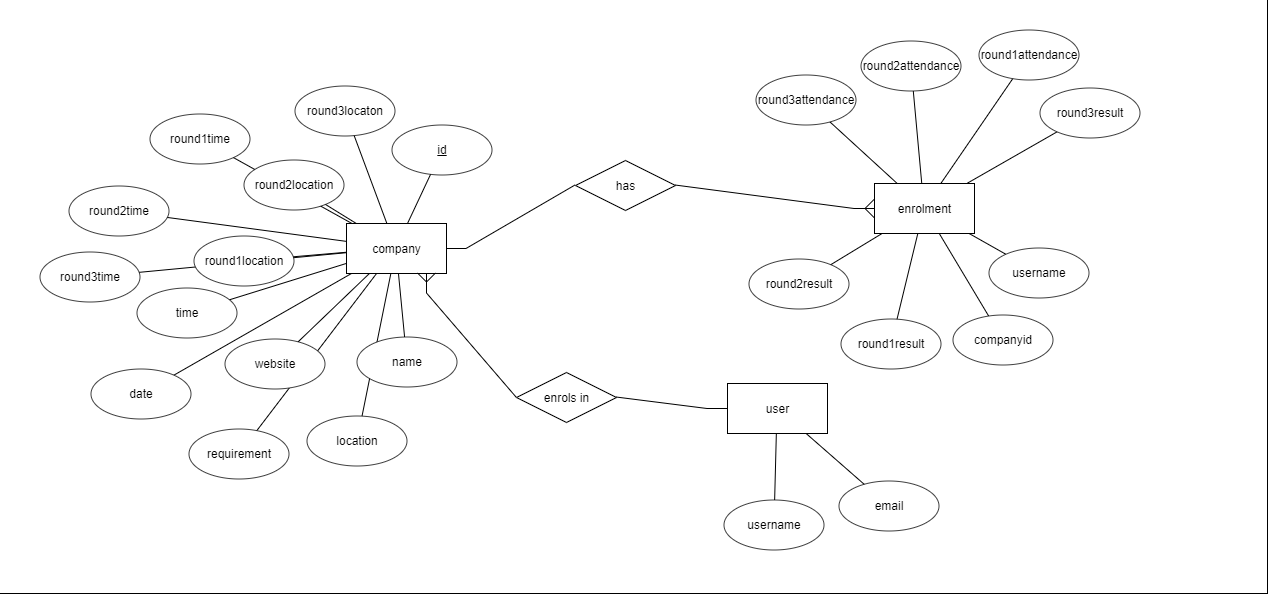 round1attendance
round2attendance
round3attendance
round3locaton
round3result
round1time
id
round2location
has
round2time
enrolment
company
round1location
round3time
username
round2result
time
companyid
round1result
website
name
date
enrols in
user
location
requirement
email
username